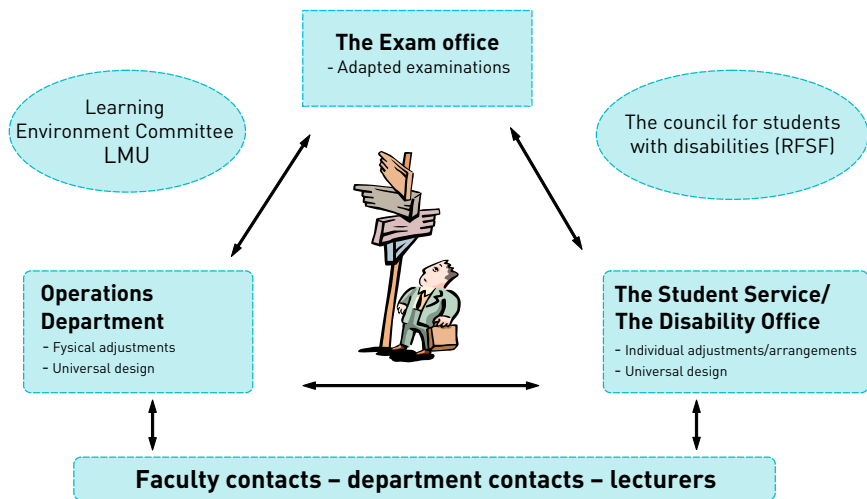 The Exam office
- Adapted examinations
Learning
Environment Committee
LMU
The council for students
with disabilities (RFSF)
Operations
Department
- Fysical adjustments
- Universal design
The Student Service/
The Disability Office
- Individual adjustments/arrangements
- Universal design
Faculty contacts – department contacts – lecturers